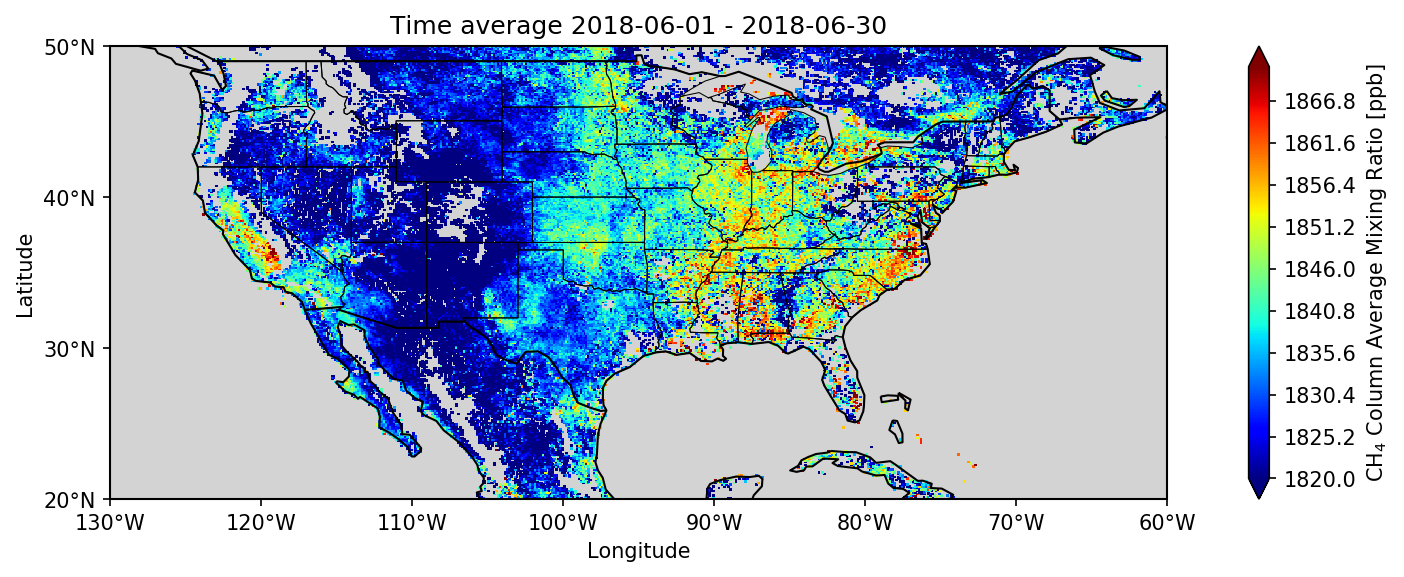 Time average 2018-06-01 - 2018-06-30
50°N
40°N
30°N
20°N
Latitude
130°W
120°W
110°W
100°W
90°W
80°W
70°W
60°W
Longitude
1866.8
1861.6
1856.4
1851.2
1846.0
1840.8
1835.6
1830.4
1825.2
1820.0
CH₄ Column Average Mixing Ratio [ppb]